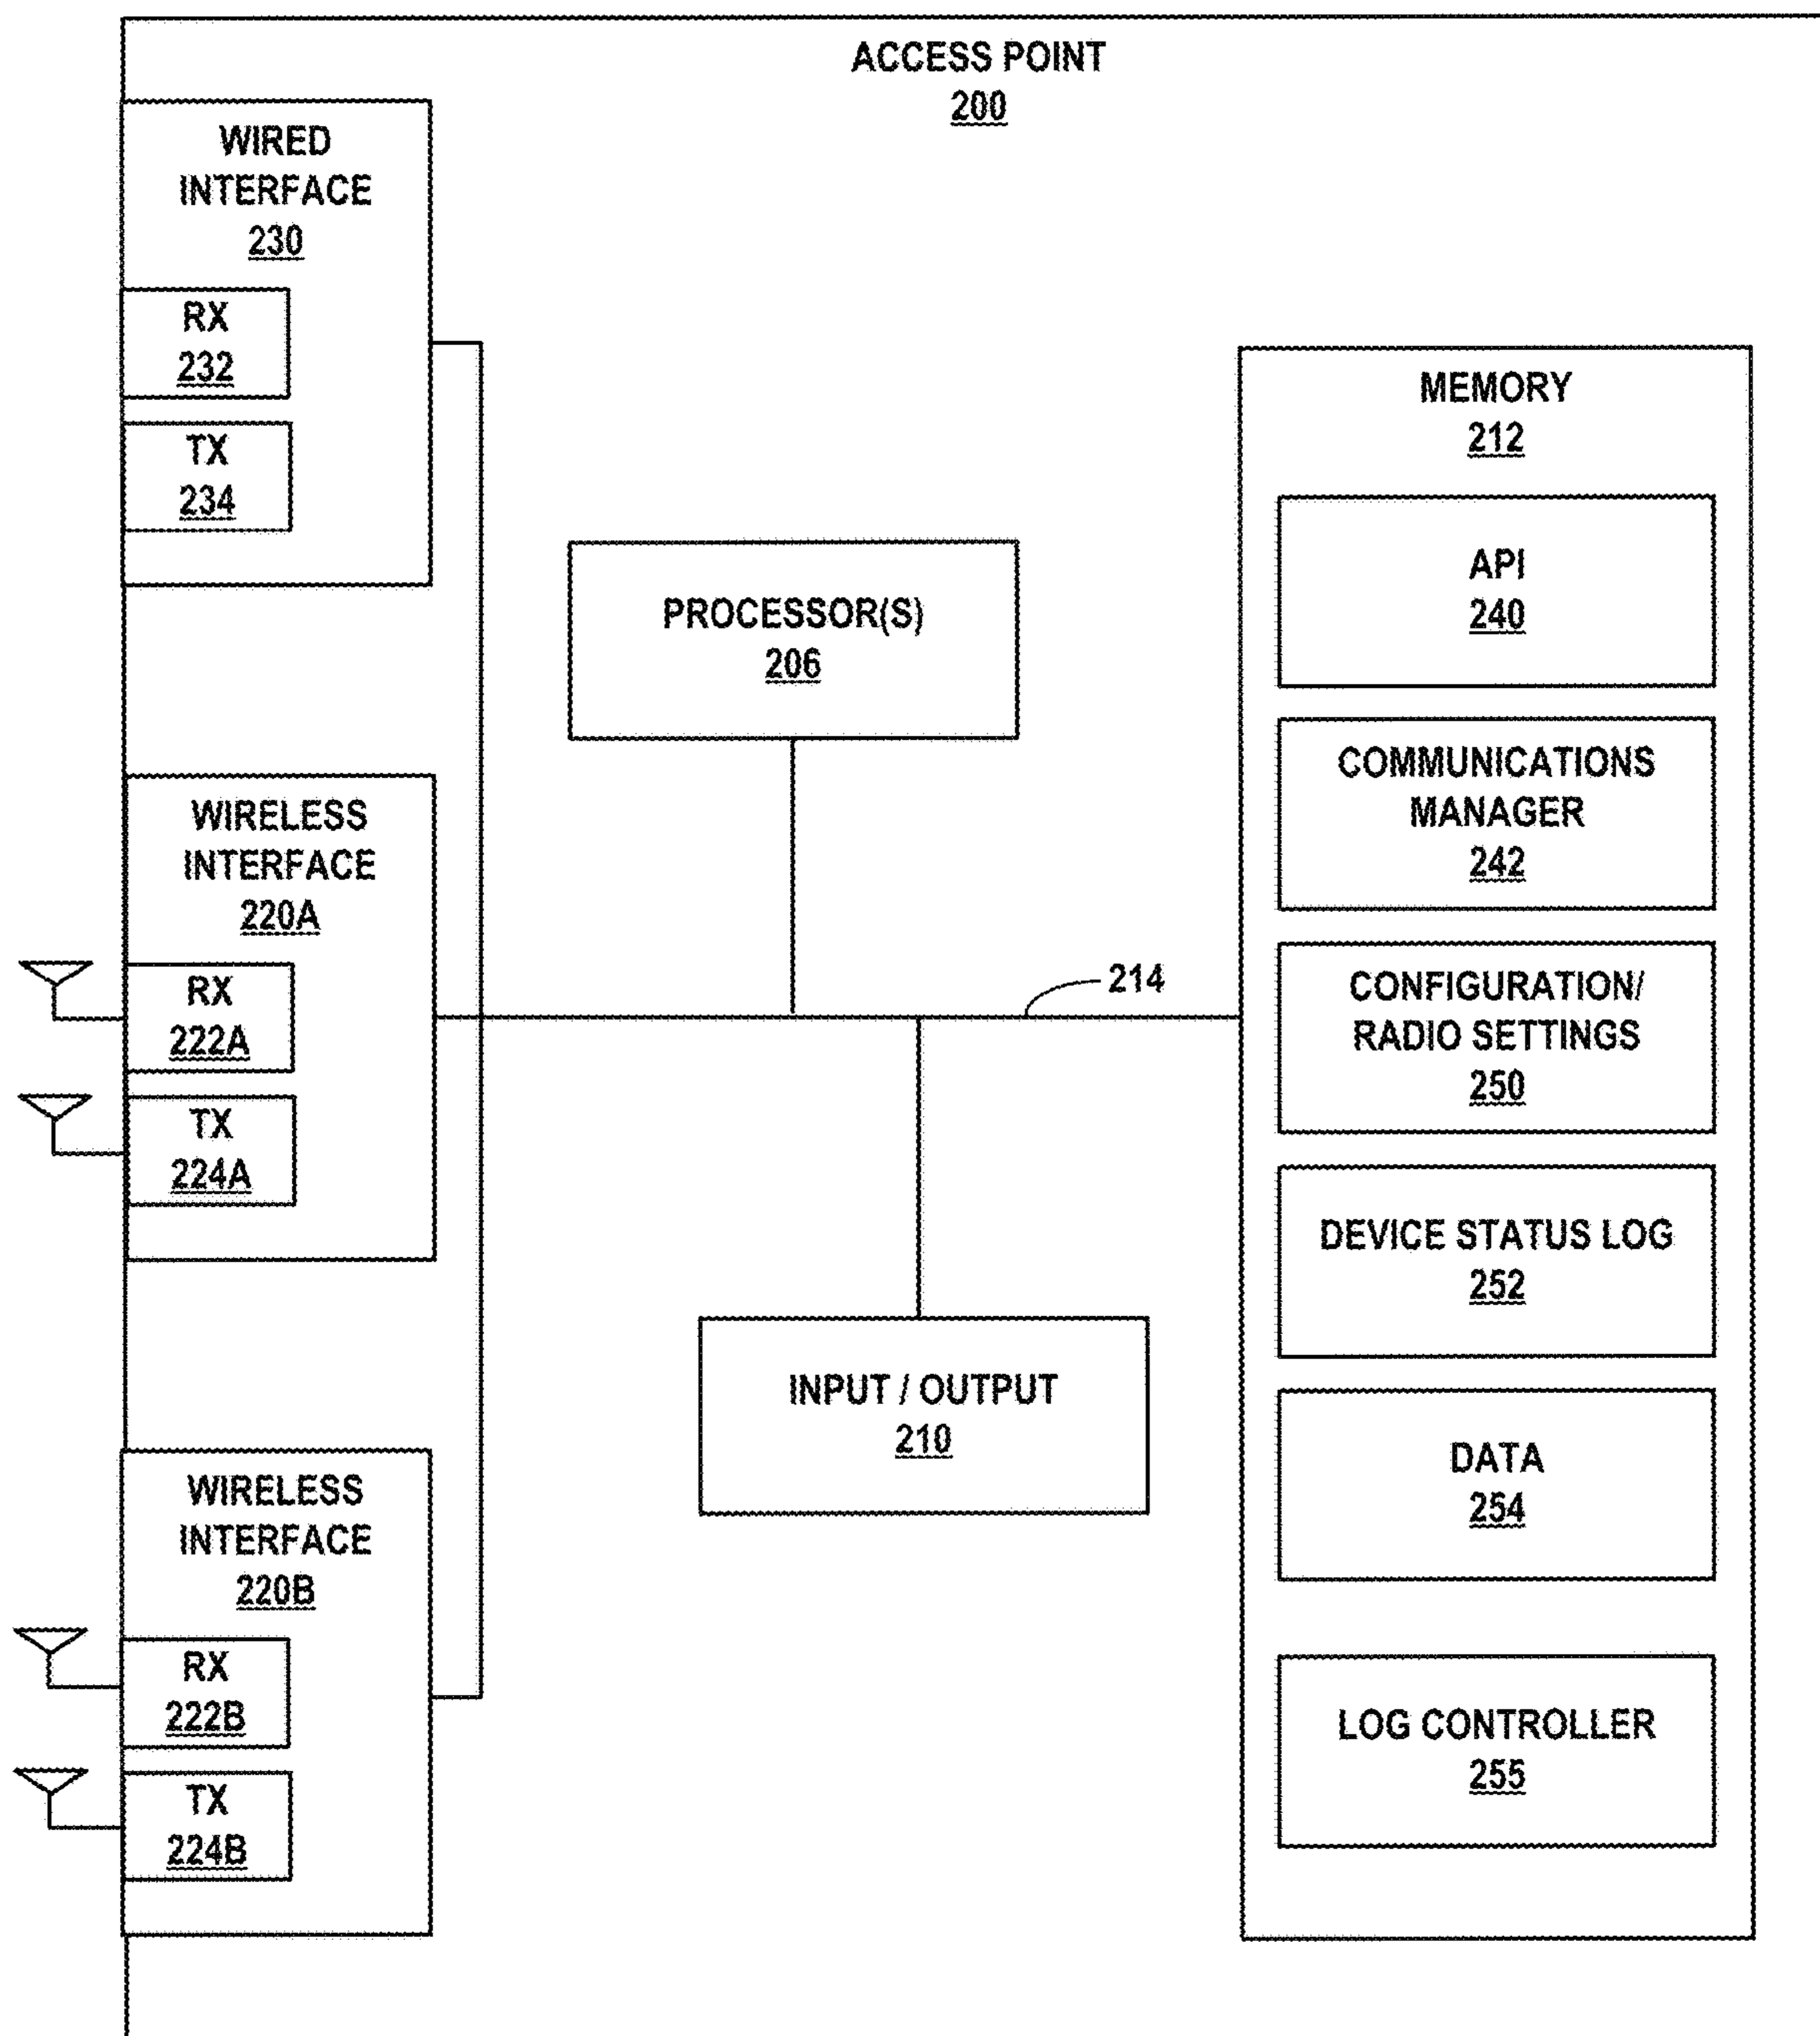 ACCESS POINT
200
WIRED
INTERFACE
230
RX
232
TX
234
PROCESSOR(S)
206
WIRELESS
INTERFACE
220A
RX
222A
TX
224A
214
INPUT / OUTPUT
210
WIRELESS
INTERFACE
220B
RX
222B
TX
224B
MEMORY
212
API
240
COMMUNICATIONS
MANAGER
242
CONFIGURATION/
RADIO SETTINGS
250
DEVICE STATUS LOG
252
DATA
254
LOG CONTROLLER
255